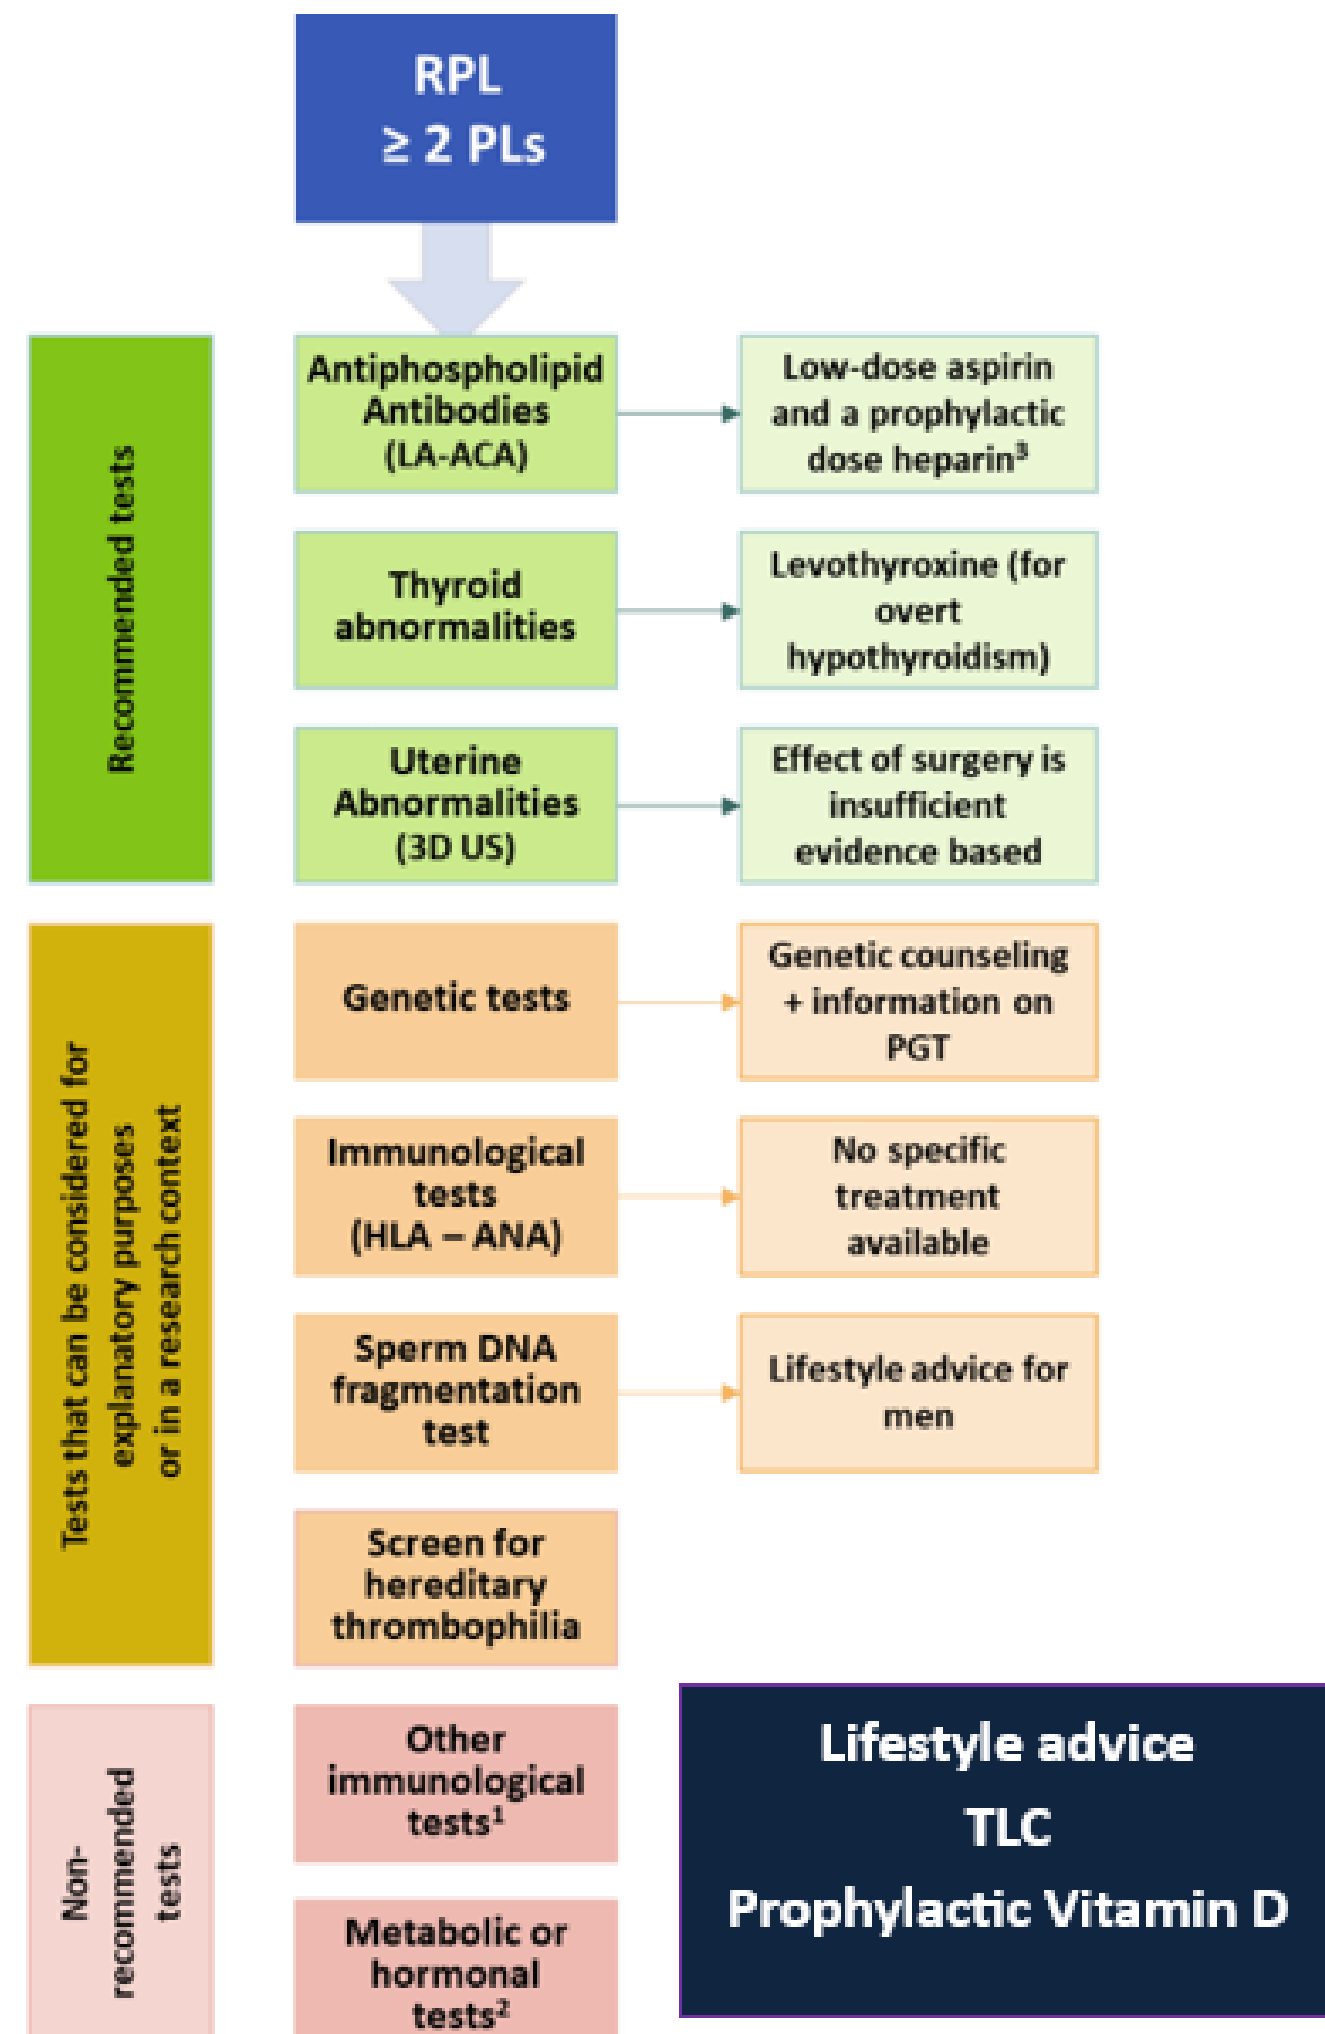 RPL
≥ 2 PLs
Recommended tests
Antiphospholipid
Antibodies
(LA-ACA)
Low-dose aspirin
and a prophylactic
dose heparin³
Thyroid
abnormalities
Levothyroxine (for
overt
hypothyroidism)
Uterine
Abnormalities
(3D US)
Effect of surgery is
insufficient
evidence based
Tests that can be considered for
explanatory purposes
or in a research context
Genetic tests
Genetic counseling
+ information on
PGT
Immunological
tests
(HLA – ANA)
No specific
treatment
available
Sperm DNA
fragmentation
test
Lifestyle advice for
men
Screen for
hereditary
thrombophilia
Non-
recommended
tests
Other
immunological
tests¹
Metabolic or
hormonal
tests²
Lifestyle advice
TLC
Prophylactic Vitamin D